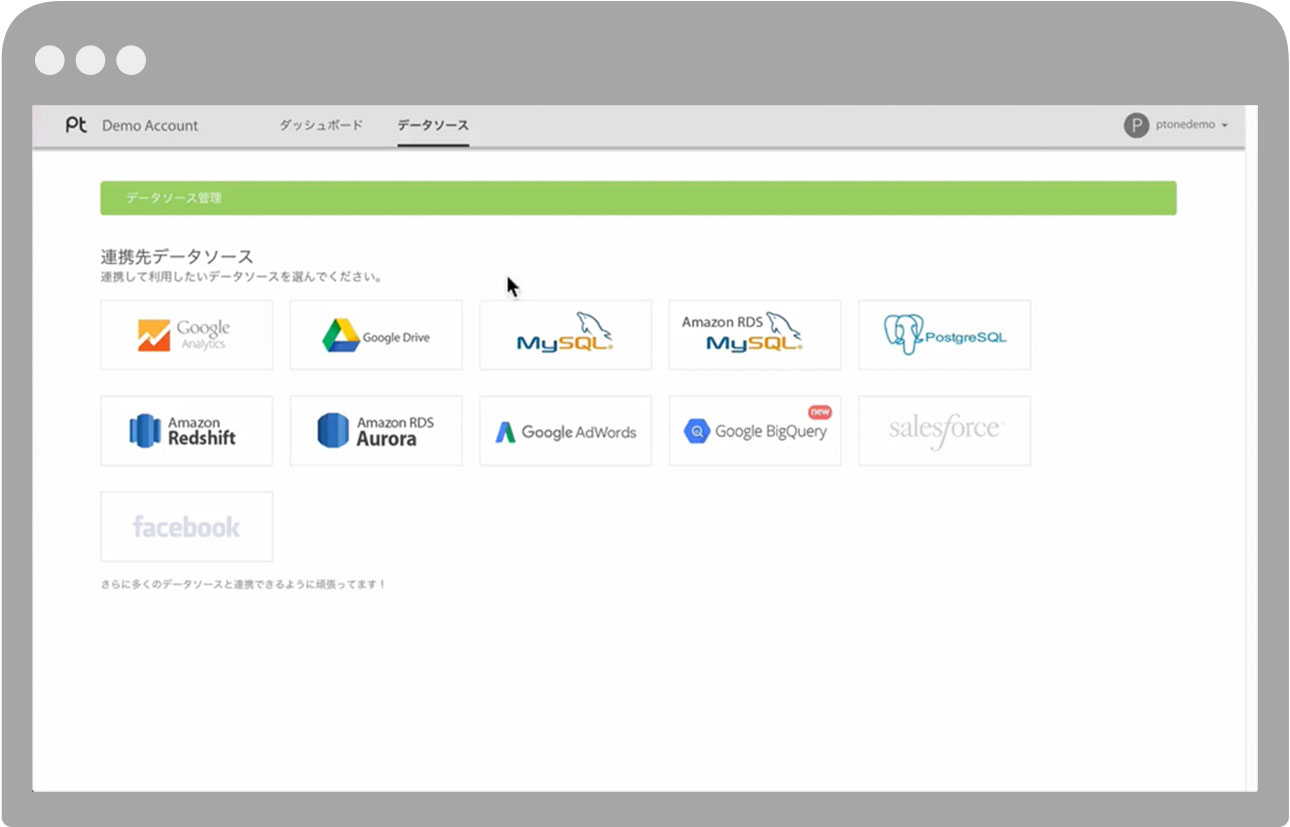 Pt Demo Account ダッシュボード データソース P ptonedemo
データソース管理
連携先データソース
連携して利用したいデータソースを選んでください。
Google Analytics
Google Drive
MySQL®
Amazon RDS MySQL®
PostgreSQL
Amazon Redshift
Amazon RDS Aurora
Google AdWords
Google BigQuery new
salesforce
facebook
さらに多くのデータソースと連携できるように頑張ってます！